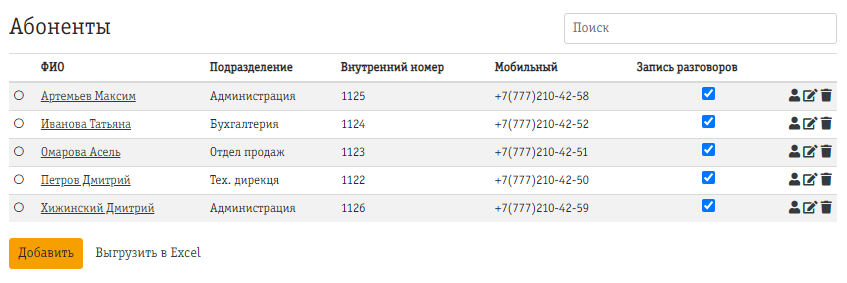 Абоненты
Поиск
ФИО Подразделение Внутренний номер Мобильный Запись разговоров
Артемьев Максим Администрация 1125 +7(777)210-42-58
Иванова Татьяна Бухгалтерия 1124 +7(777)210-42-52
Омарова Асель Отдел продаж 1123 +7(777)210-42-51
Петров Дмитрий Тех. дирекця 1122 +7(777)210-42-50
Хижинский Дмитрий Администрация 1126 +7(777)210-42-59
Добавить Выгрузить в Excel